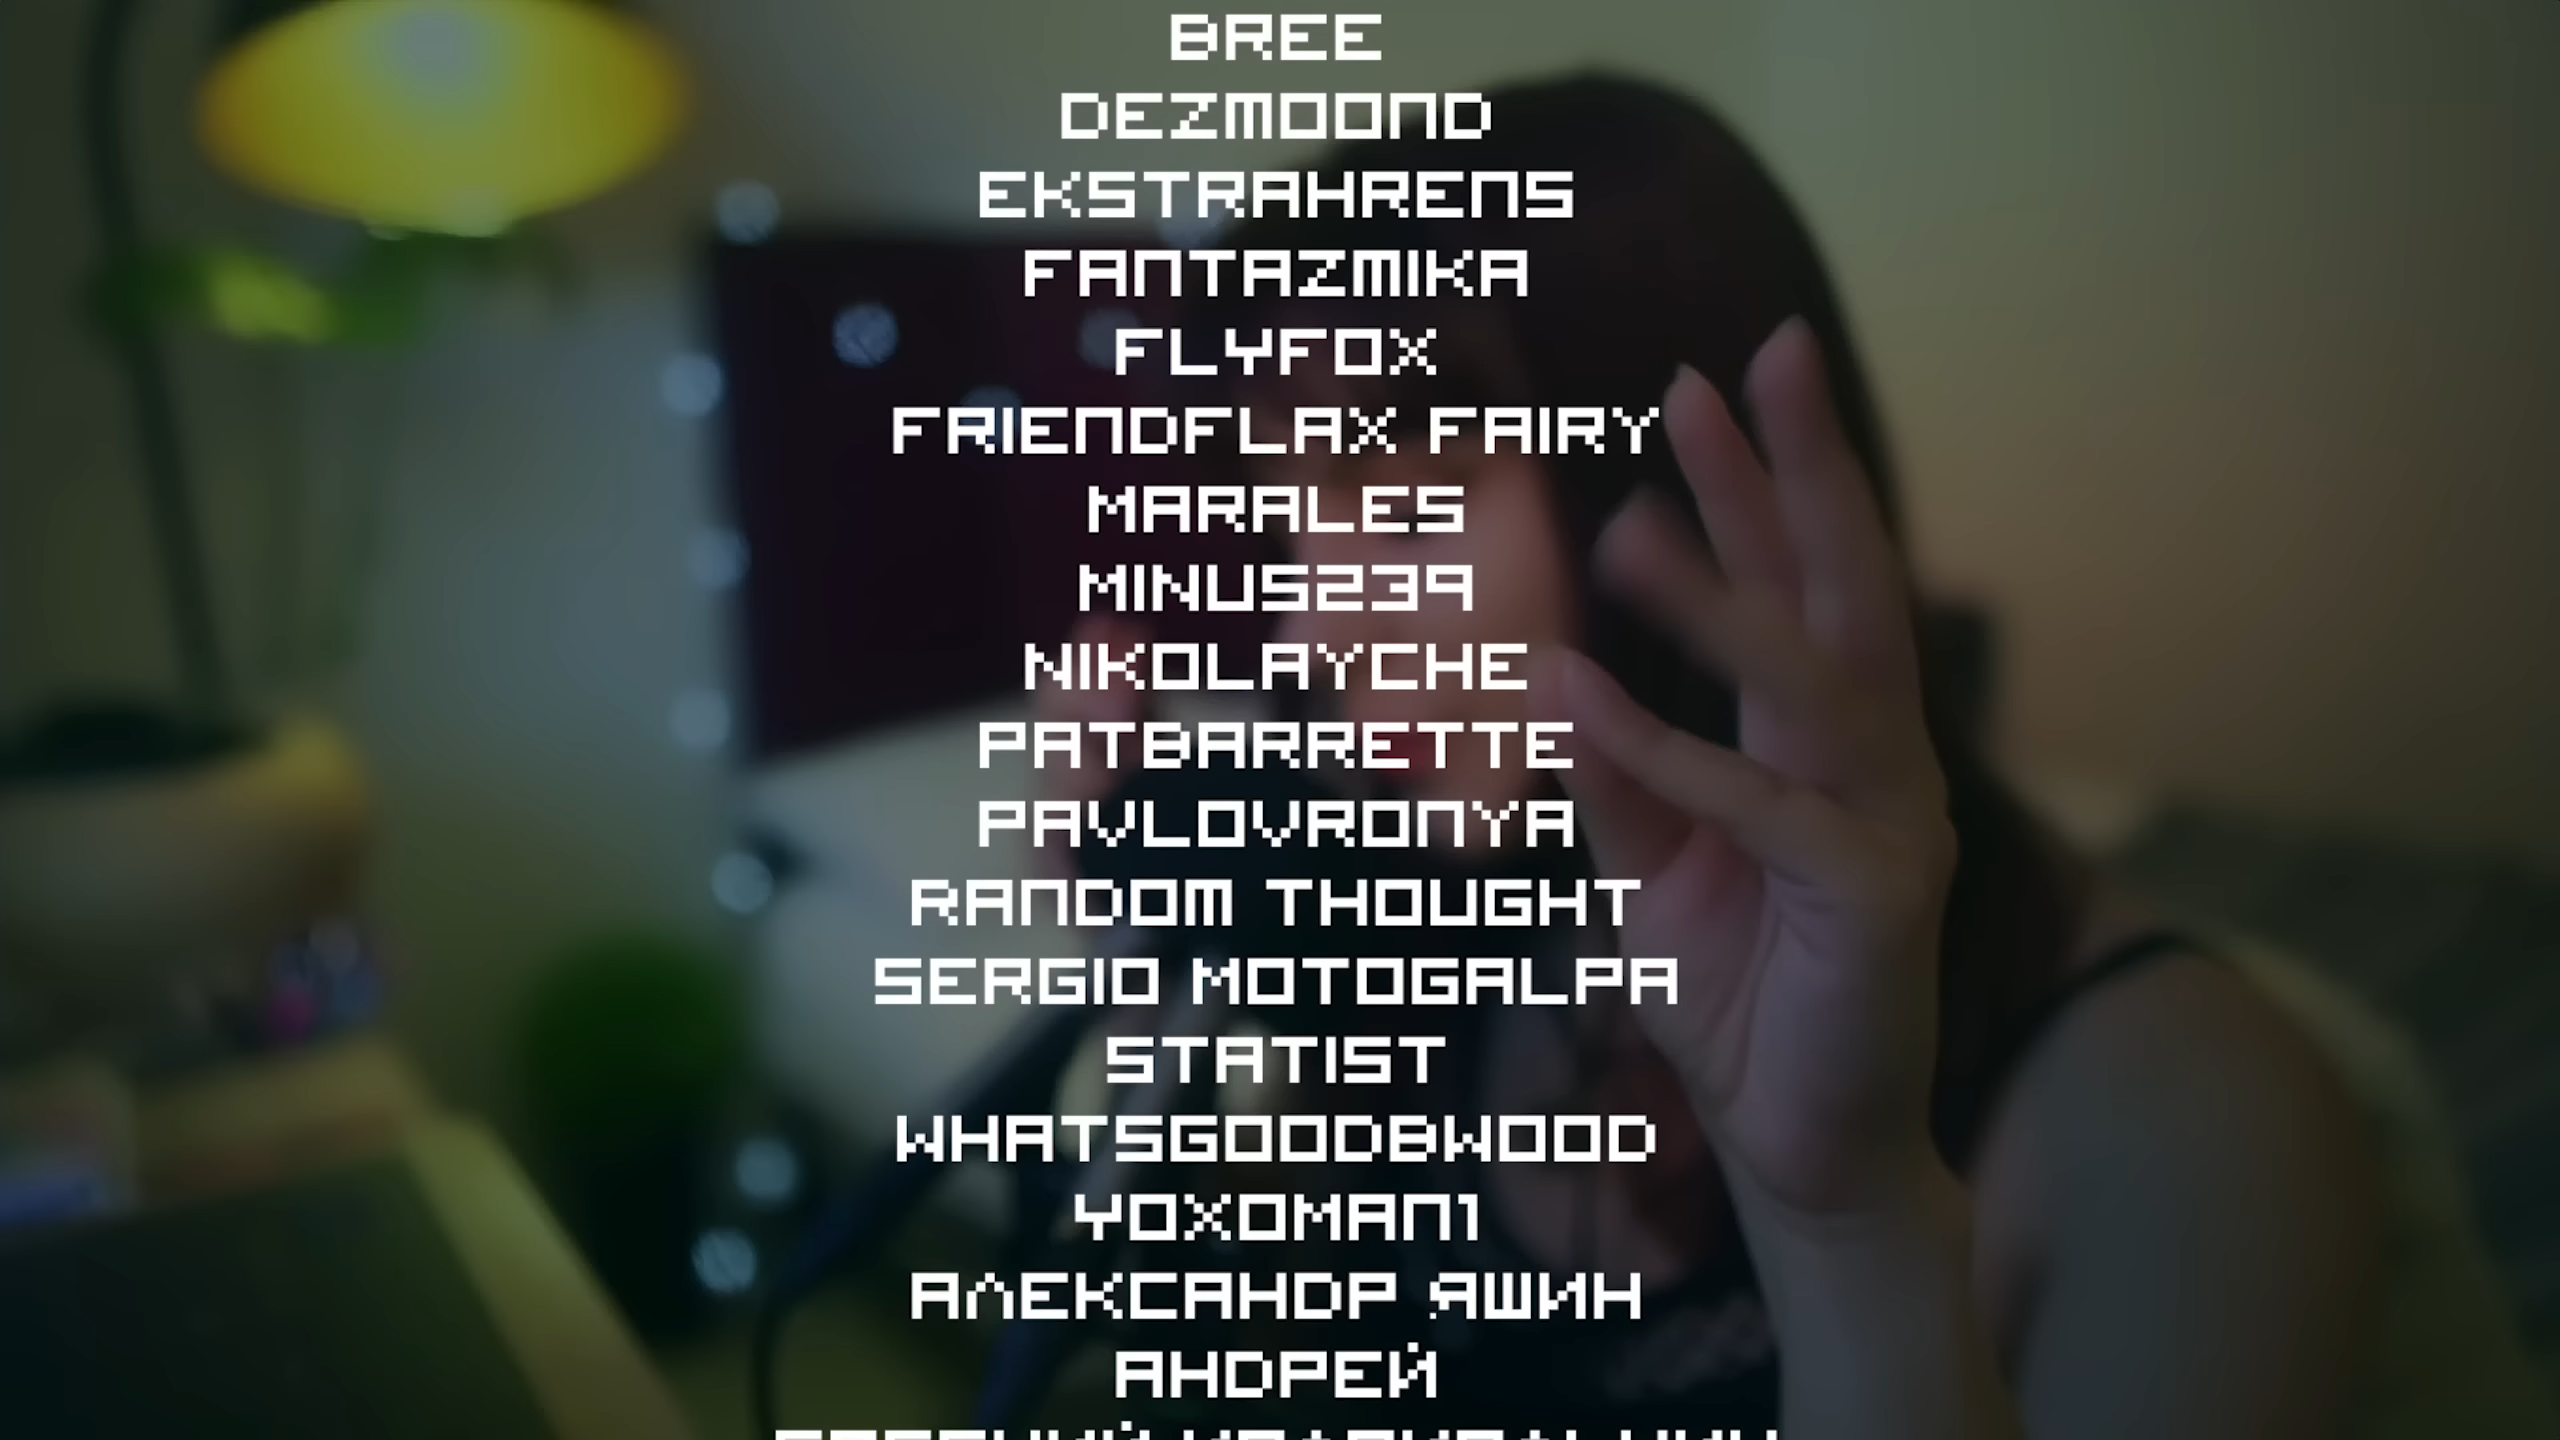 BREE
DEZMOOND
EKSTRAHRENS
FANTAZMIKA
FLYFOX
FRIENDFLAX FAIRY
MARALES
MINUS239
NIKOLAYCHE
PATBARRETTE
PAVLOVRONYA
RANDOM THOUGHT
SERGIO MOTOGALPA
STATIST
WHATSGOODBWOOD
YOXOMAN1
АЛЕКСАНДР ЯШИН
АНДРЕЙ